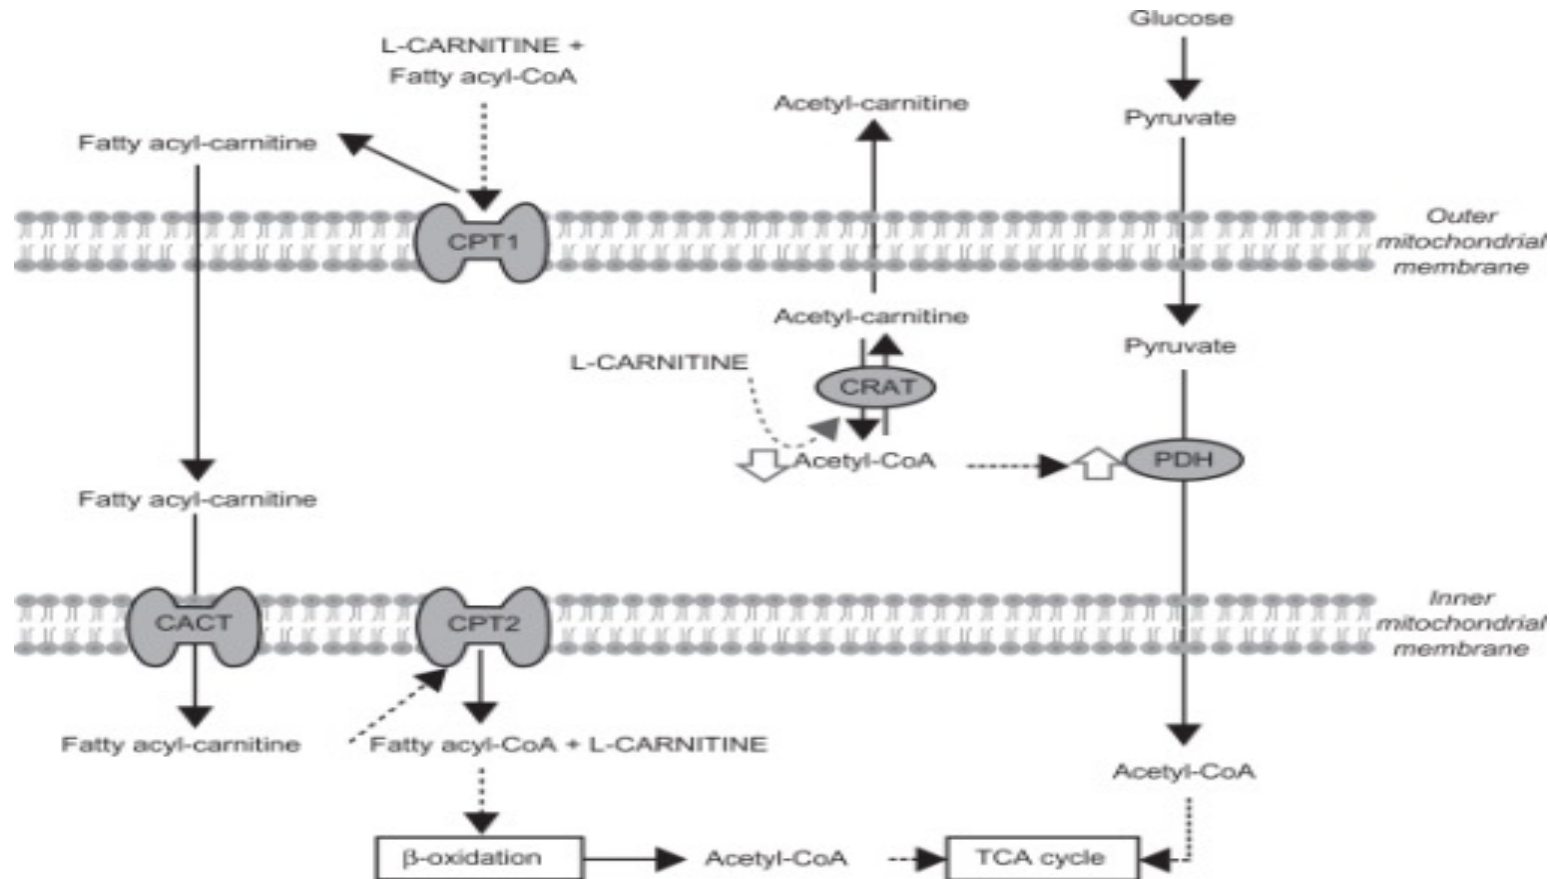 Glucose
L-CARNITINE +
Fatty acyl-CoA
Acetyl-carnitine
Pyruvate
Fatty acyl-carnitine
CPT1
Outer
mitochondrial
membrane
Acetyl-carnitine
Pyruvate
L-CARNITINE
CRAT
Acetyl-CoA
PDH
Fatty acyl-carnitine
CACT
CPT2
Inner
mitochondrial
membrane
Fatty acyl-carnitine
Fatty acyl-CoA + L-CARNITINE
Acetyl-CoA
β-oxidation
Acetyl-CoA
TCA cycle